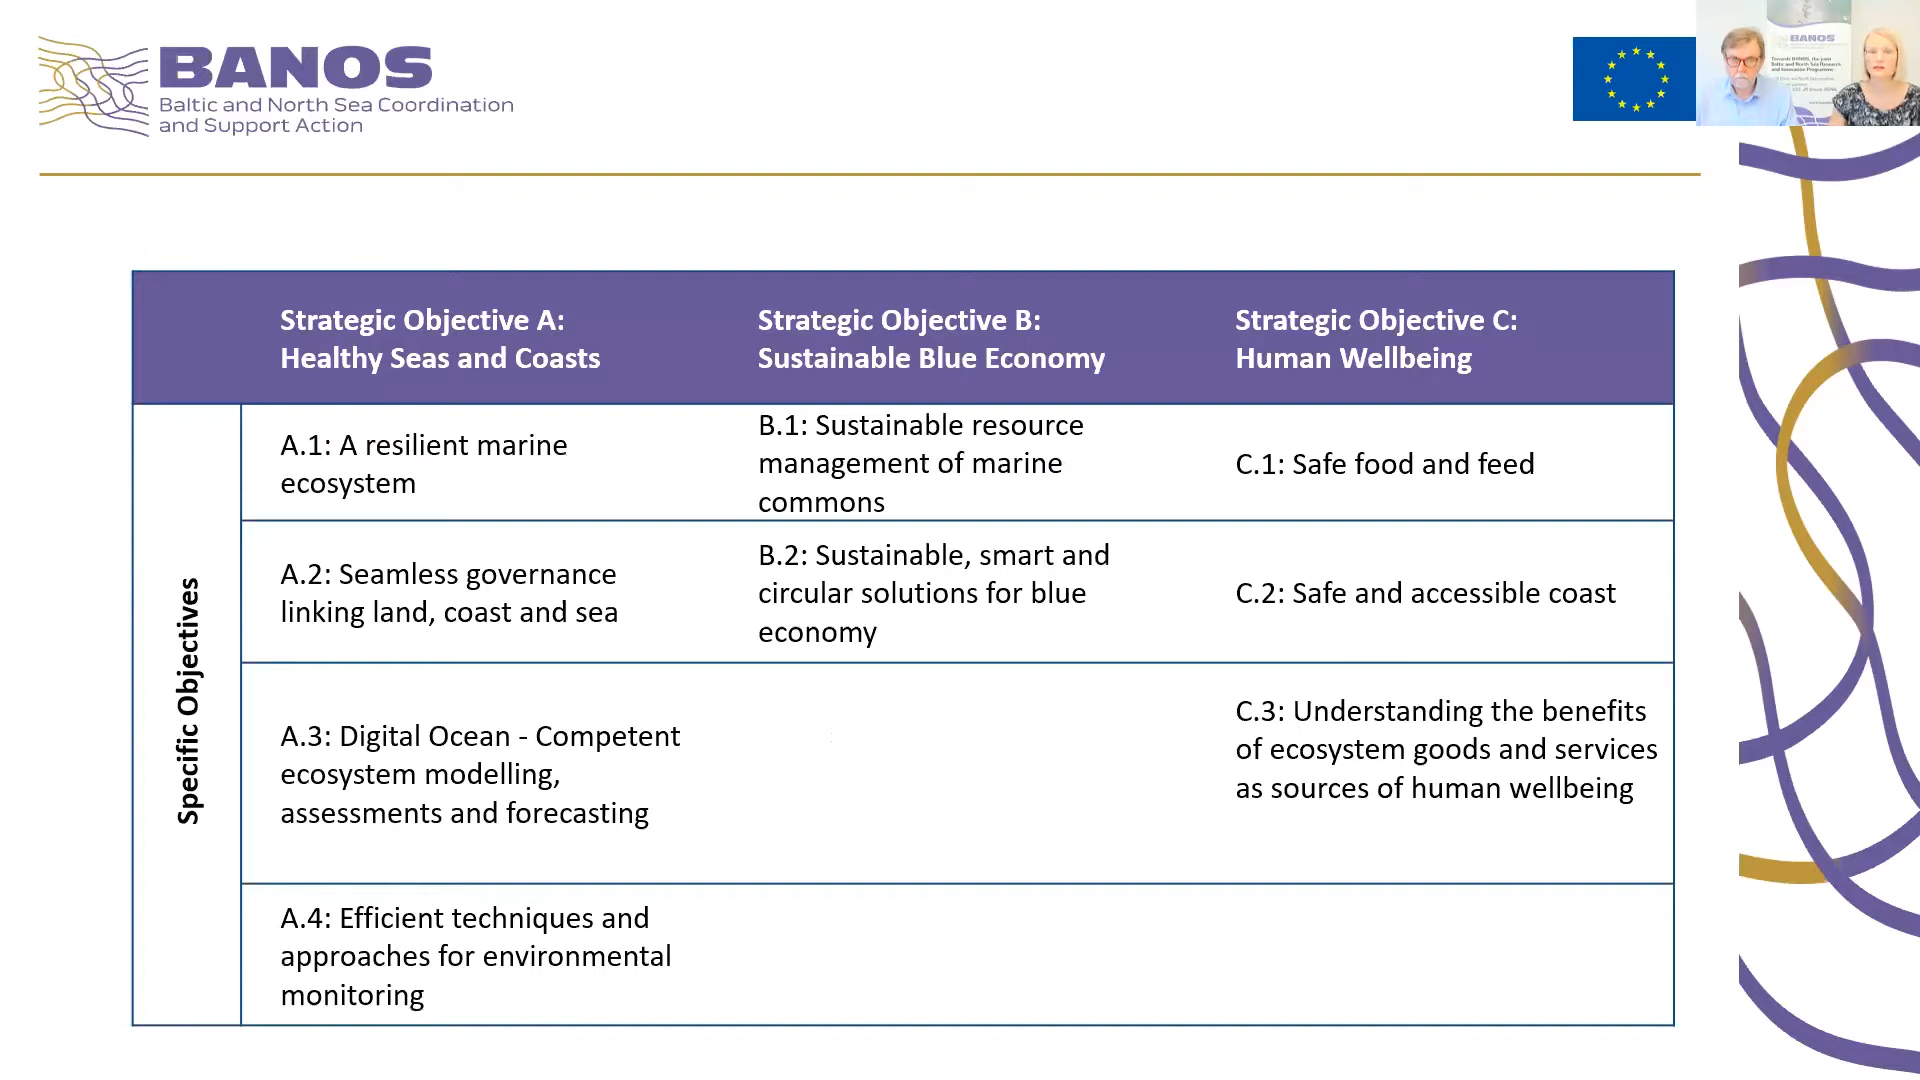 BANOS
Baltic and North Sea Coordination
and Support Action
BANOS
Strategic Objective A:
Healthy Seas and Coasts
Strategic Objective B:
Sustainable Blue Economy
Strategic Objective C:
Human Wellbeing
Specific Objectives
A.1: A resilient marine
ecosystem
B.1: Sustainable resource
management of marine
commons
C.1: Safe food and feed
A.2: Seamless governance
linking land, coast and sea
B.2: Sustainable, smart and
circular solutions for blue
economy
C.2: Safe and accessible coast
A.3: Digital Ocean - Competent
ecosystem modelling,
assessments and forecasting
C.3: Understanding the benefits
of ecosystem goods and services
as sources of human wellbeing
A.4: Efficient techniques and
approaches for environmental
monitoring